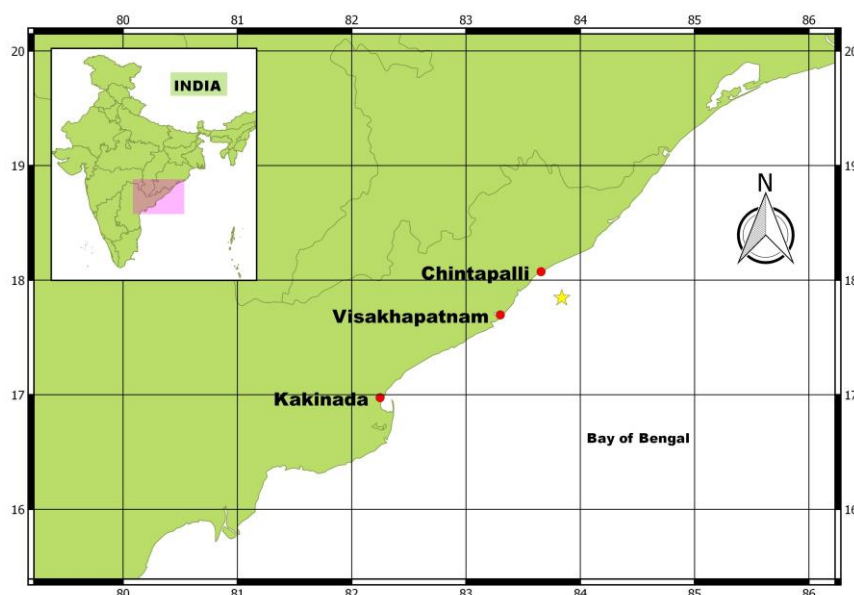 80 81 82 83 84 85 86
20 20
INDIA
19 19
N
Chintapalli
18 18
Visakhapatnam
17 17
Kakinada
Bay of Bengal
16 16
80 81 82 83 84 85 86